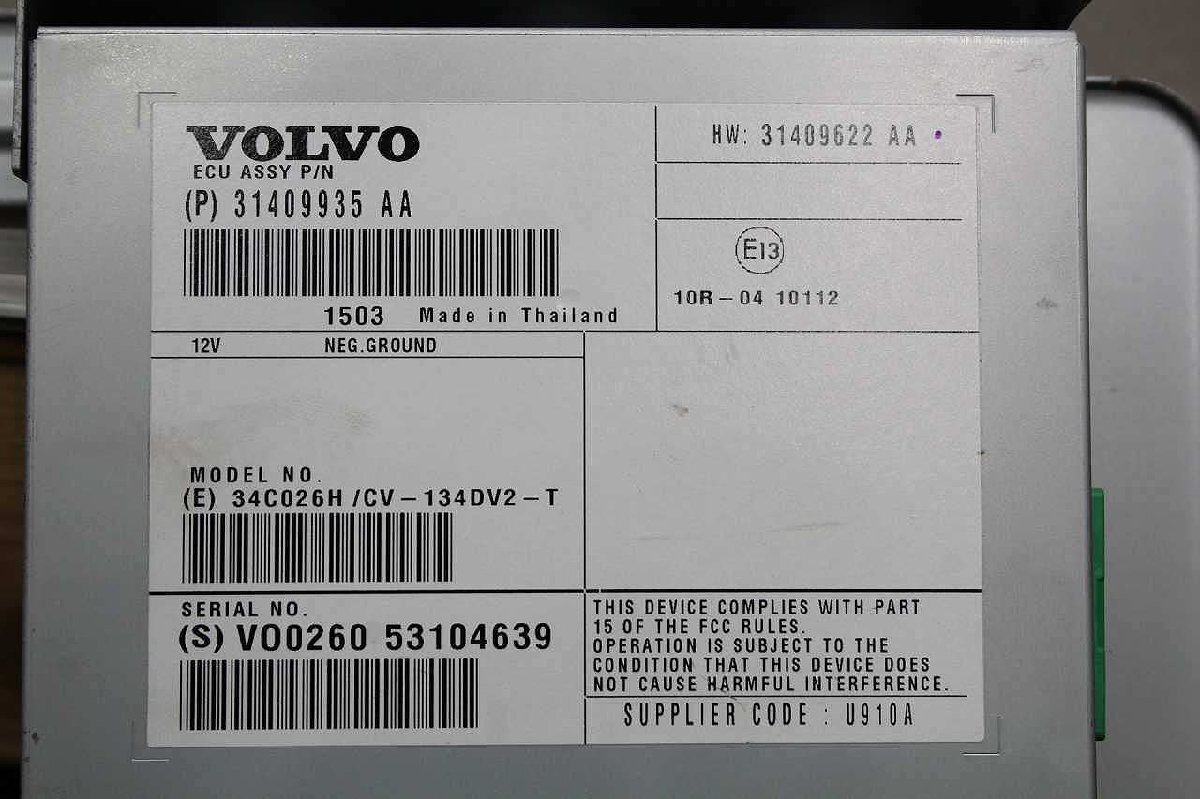 VOLVO
ECU ASSY P/N
(P) 31409935 AA
1503 Made in Thailand
HW: 31409622 AA
E13
10R-04 10112
12V NEG.GROUND
MODEL NO.
(E) 34C026H /CV-134DV2-T
SERIAL NO.
(S) VO0260 53104639
THIS DEVICE COMPLIES WITH PART
15 OF THE FCC RULES.
OPERATION IS SUBJECT TO THE
CONDITION THAT THIS DEVICE DOES
NOT CAUSE HARMFUL INTERFERENCE.
SUPPLIER CODE : U910A